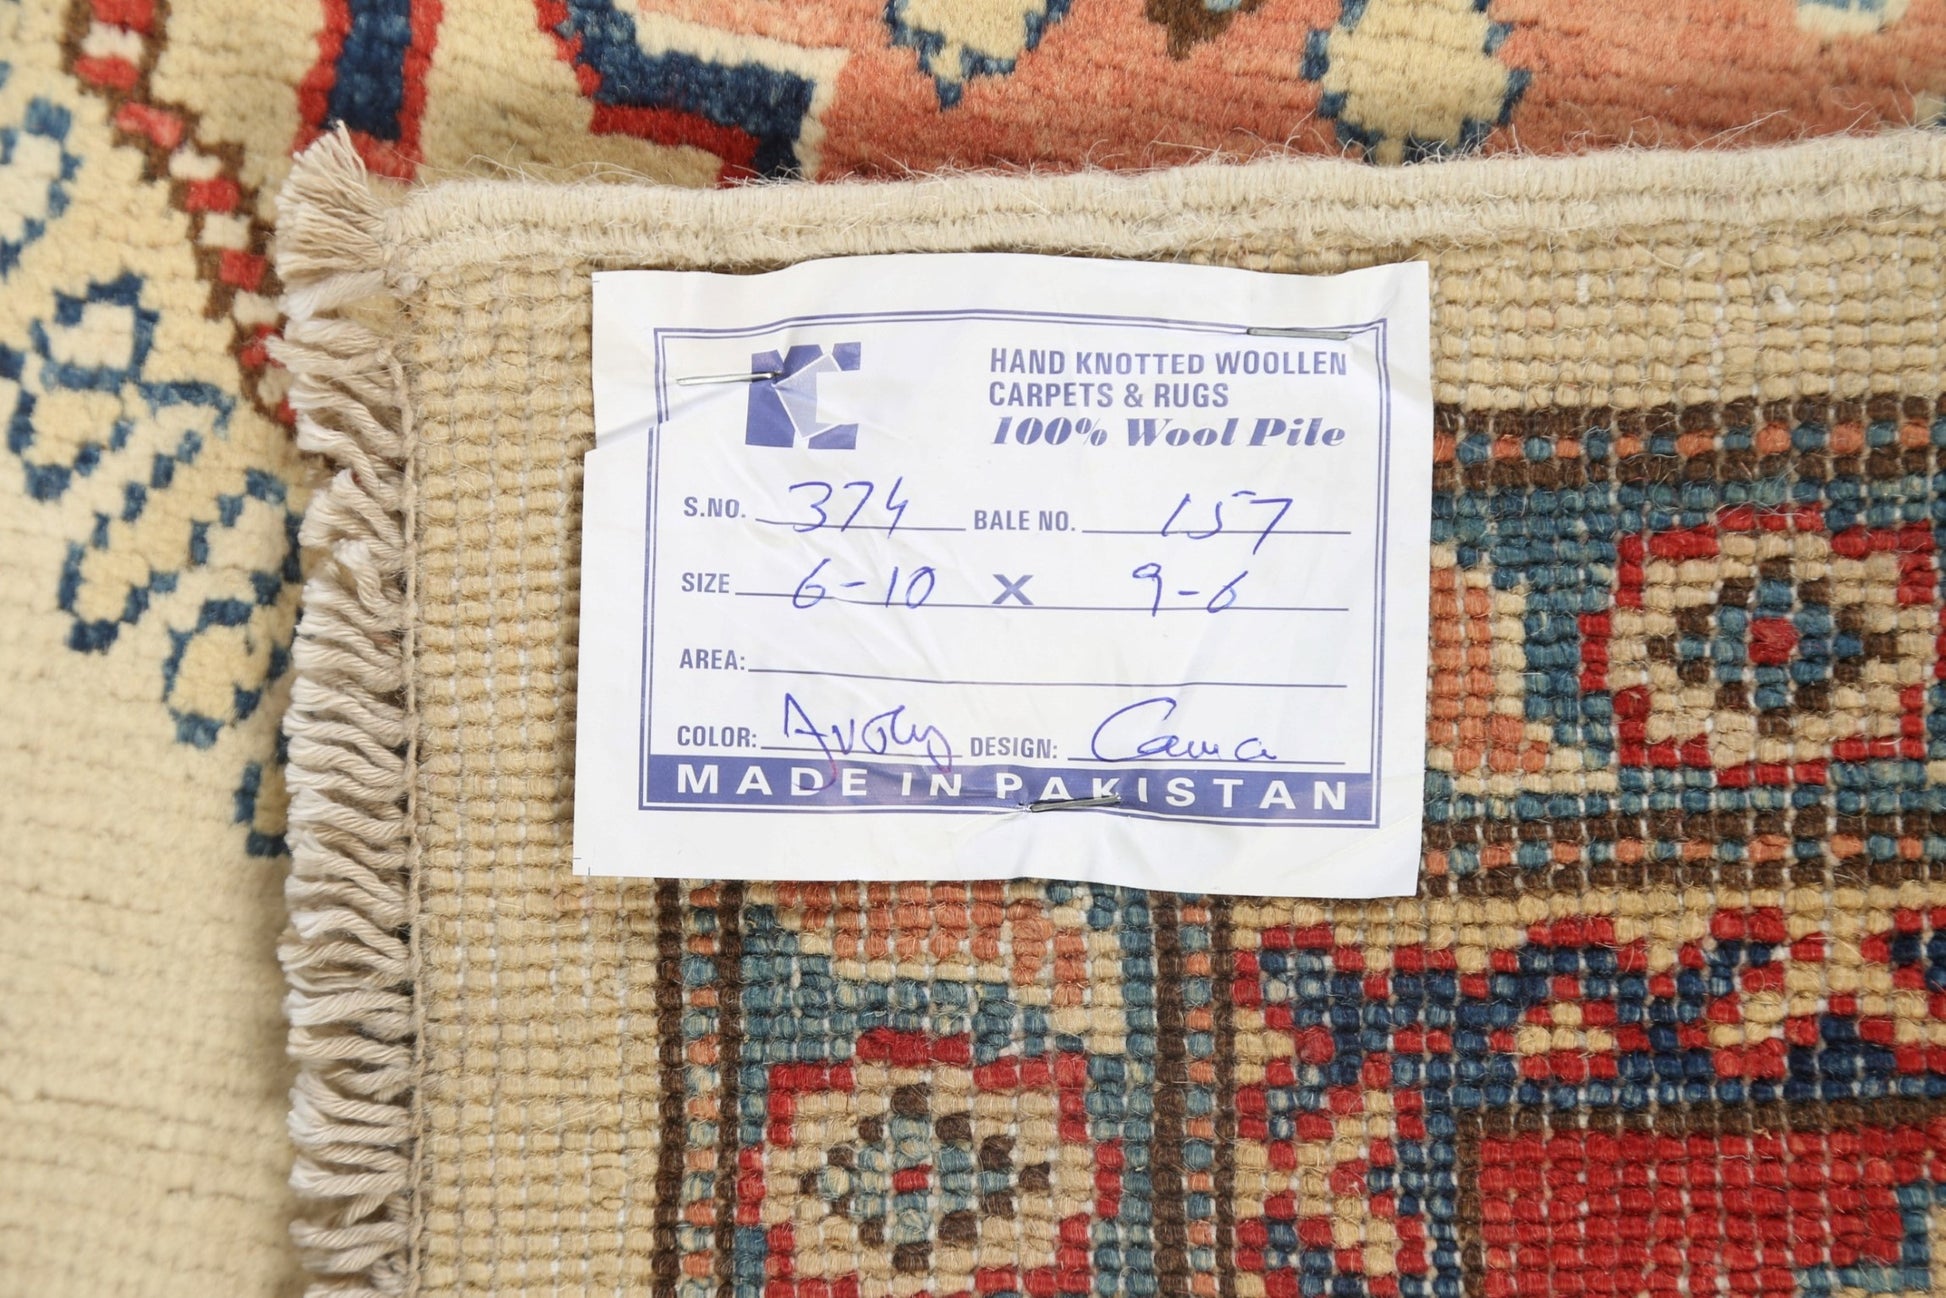 HAND KNOTTED WOOLLEN
CARPETS & RUGS
100% Wool Pile
S.NO. 374 BALE NO. 157
SIZE 6-10 X 9-6
AREA:
COLOR: Avory DESIGN:
MADE IN PAKISTAN